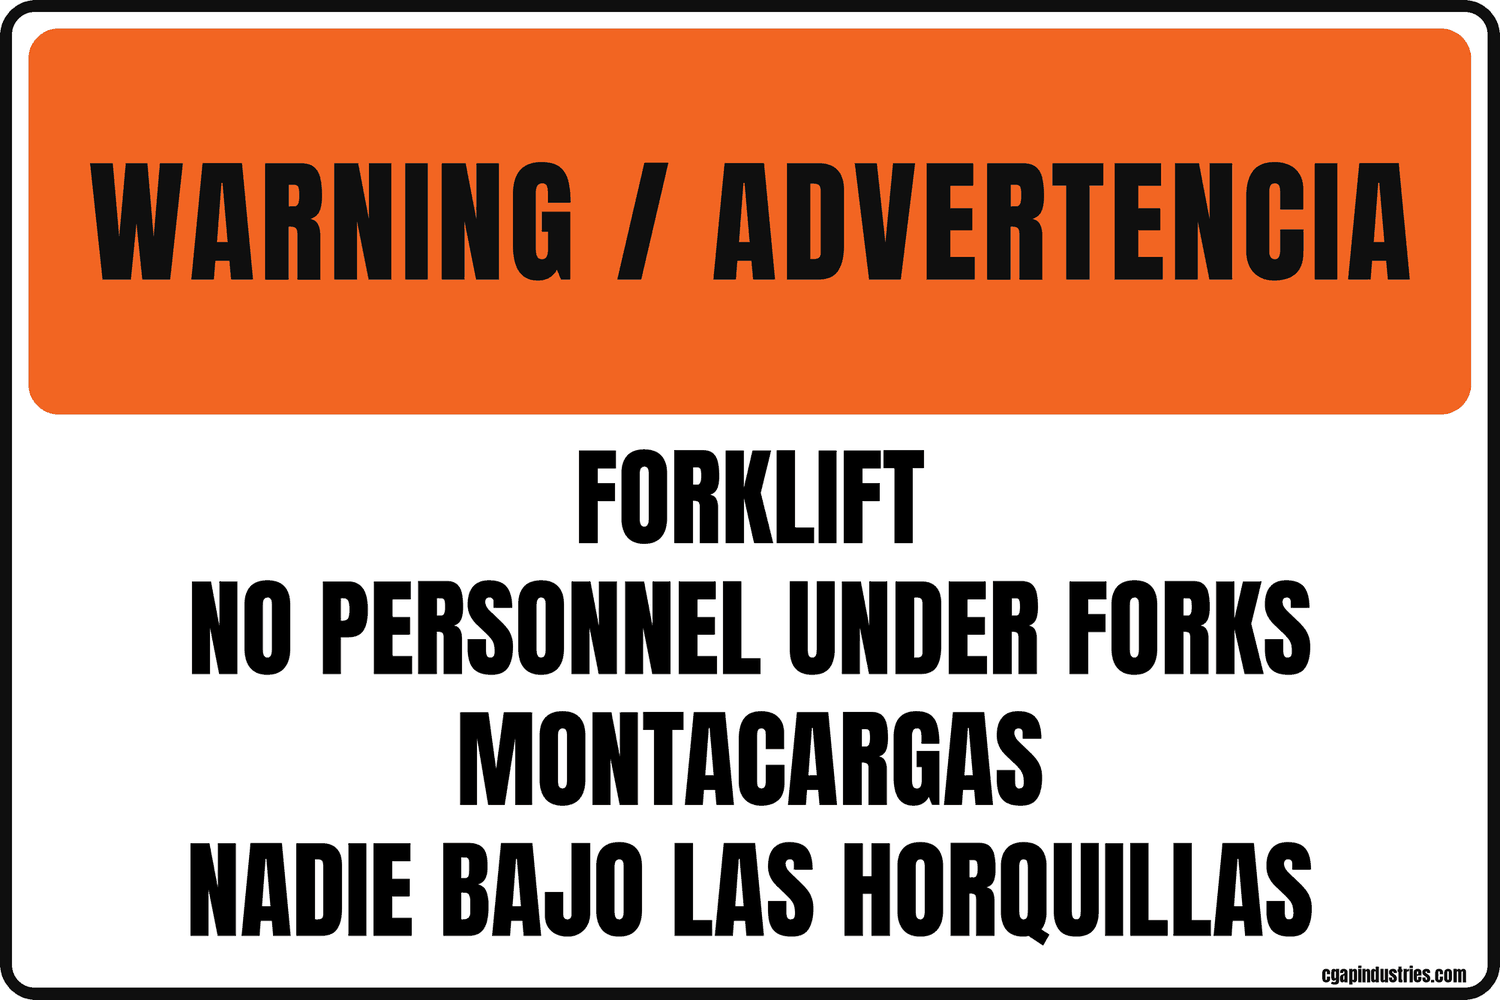 WARNING / ADVERTENCIA
FORKLIFT
NO PERSONNEL UNDER FORKS
MONTACARGAS
NADIE BAJO LAS HORQUILLAS
cgapindustries.com